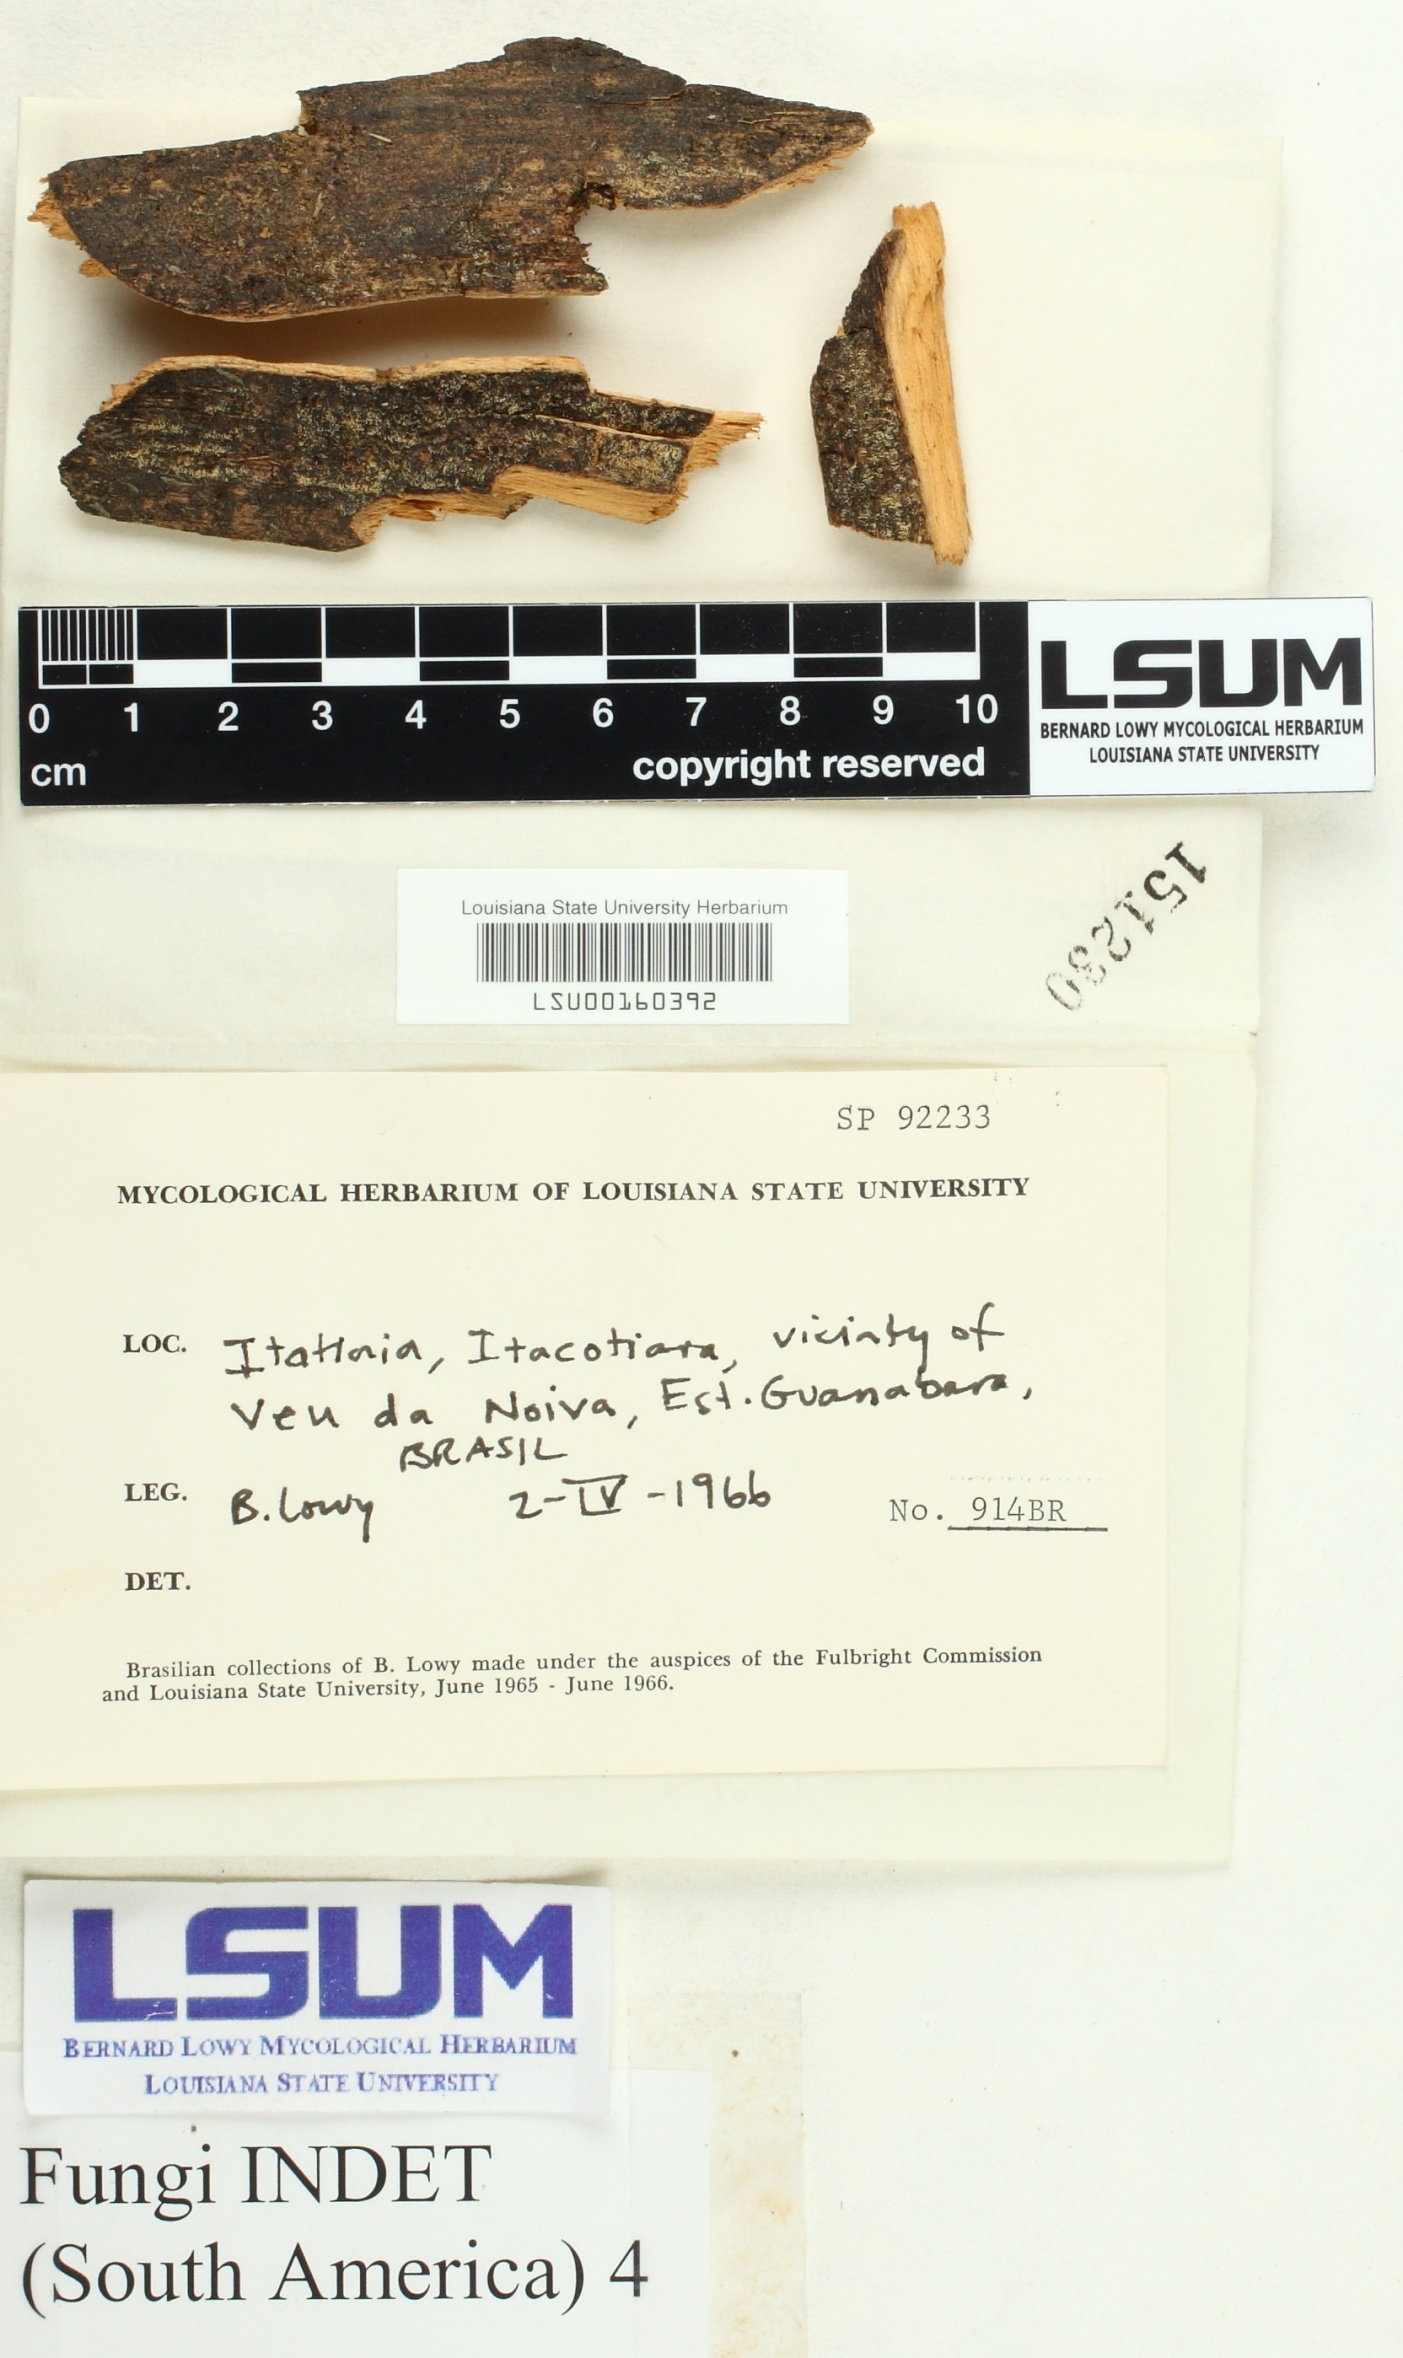 0 1 2 3 4 5 6 7 8 9 10
cm copyright reserved
LSUM
BERNARD LOWY MYCOLOGICAL HERBARIUM
LOUISIANA STATE UNIVERSITY
151230
Louisiana State University Herbarium
LSU00160392
SP 92233
MYCOLOGICAL HERBARIUM OF LOUISIANA STATE UNIVERSITY
LOC. Itacotiara, vicinity of
Veu da Noiva, Est. Guanabara,
BRASIL
LEG. B. Lowy 2-IV-1966 No. 914BR
DET.
Brasilian collections of B. Lowy made under the auspices of the Fulbright Commission
and Louisiana State University, June 1965 - June 1966.
LSUM
BERNARD LOWY MYCOLOGICAL HERBARIUM
LOUISIANA STATE UNIVERSITY
Fungi INDET
(South America) 4